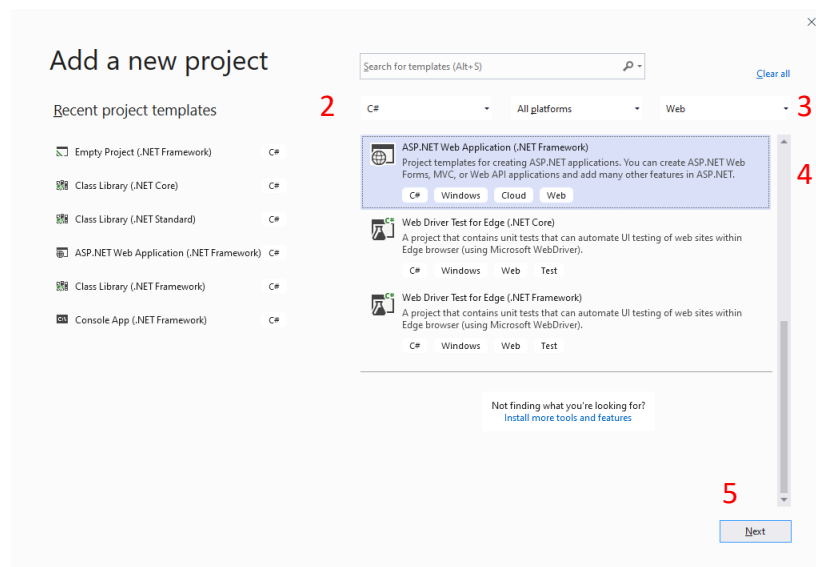 Add a new project
Search for templates (Alt+S)
Clear all
Recent project templates
2
C#
All platforms
Web
3
Empty Project (.NET Framework) C#
Class Library (.NET Core) C#
Class Library (.NET Standard) C#
ASP.NET Web Application (.NET Framework) C#
Class Library (.NET Framework) C#
C:\ Console App (.NET Framework) C#
ASP.NET Web Application (.NET Framework)
Project templates for creating ASP.NET applications. You can create ASP.NET Web
Forms, MVC, or Web API applications and add many other features in ASP.NET.
4
C# Windows Cloud Web
C#
Web Driver Test for Edge (.NET Core)
A project that contains unit tests that can automate UI testing of web sites within
Edge browser (using Microsoft WebDriver).
C# Windows Web Test
C#
Web Driver Test for Edge (.NET Framework)
A project that contains unit tests that can automate UI testing of web sites within
Edge browser (using Microsoft WebDriver).
C# Windows Web Test
Not finding what you're looking for?
Install more tools and features
5
Next